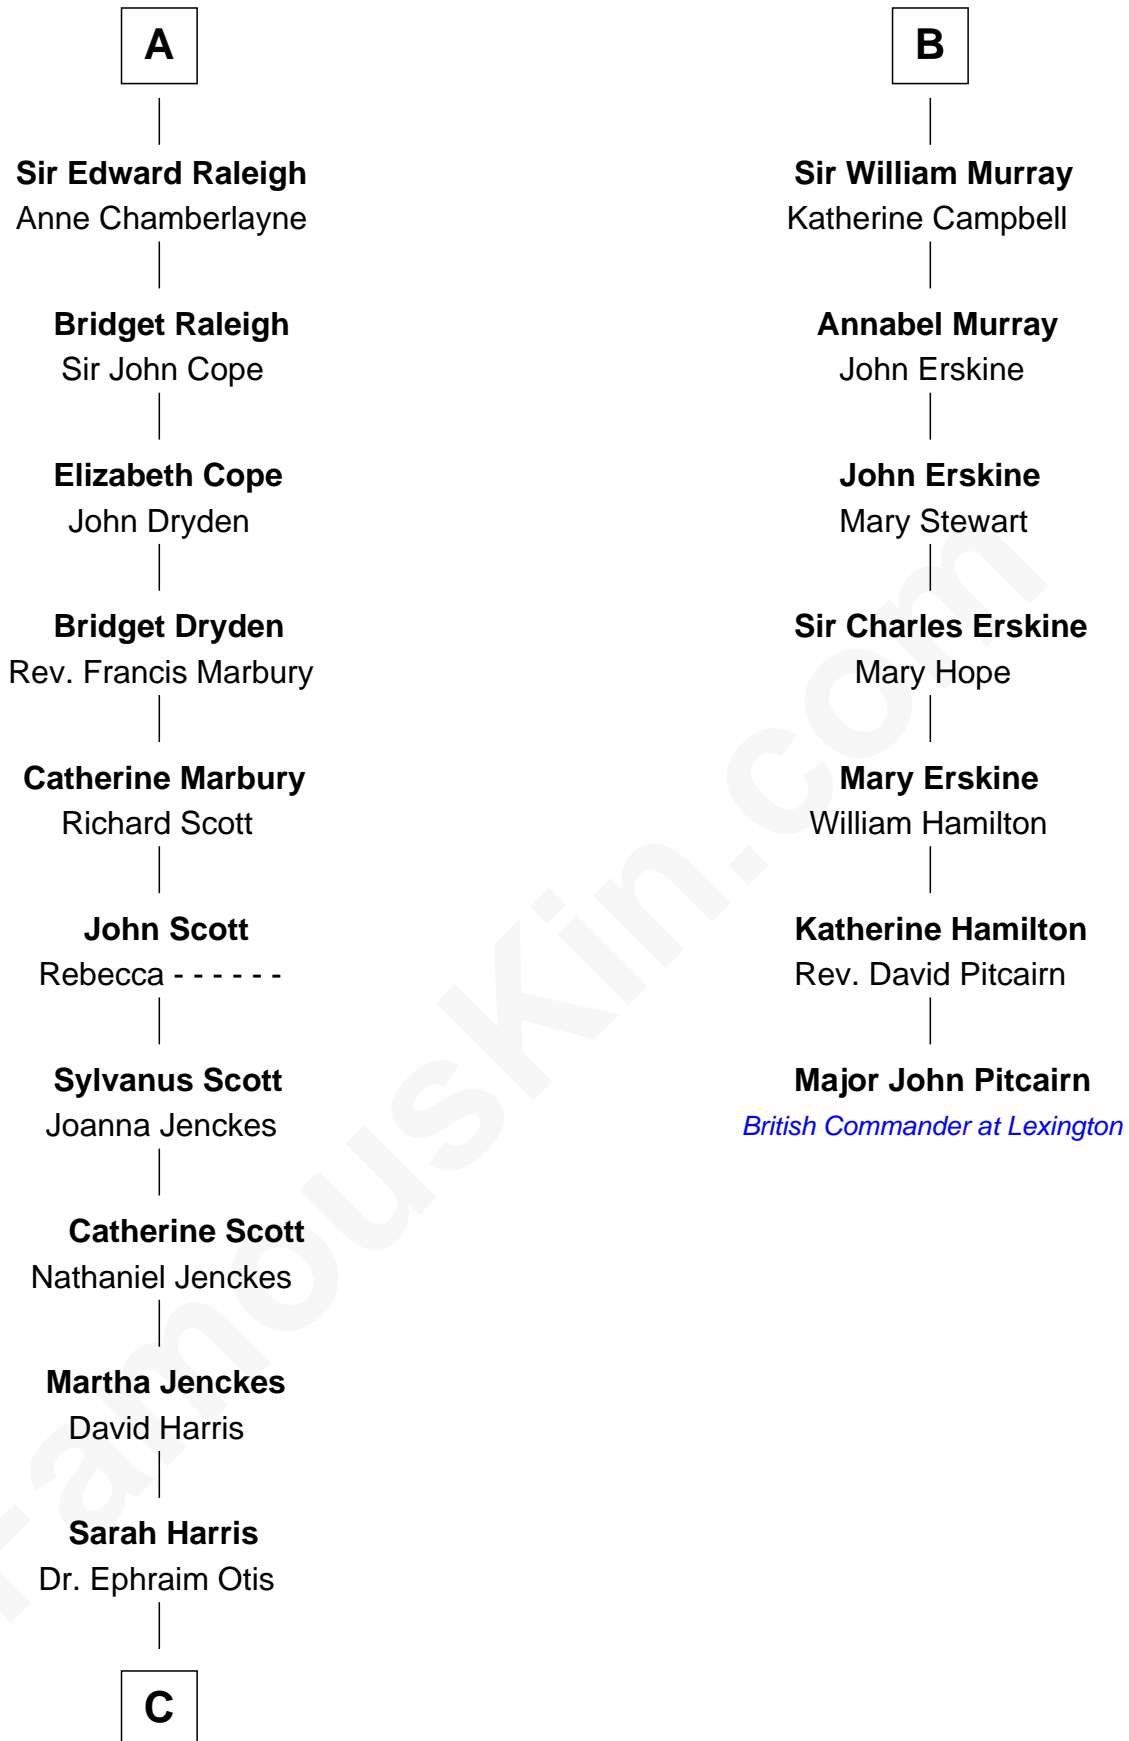 A
Sir Edward Raleigh
Anne Chamberlayne
Bridget Raleigh
Sir John Cope
Elizabeth Cope
John Dryden
Bridget Dryden
Rev. Francis Marbury
Catherine Marbury
Richard Scott
John Scott
Rebecca - - - - - -
Sylvanus Scott
Joanna Jenckes
Catherine Scott
Nathaniel Jenckes
Martha Jenckes
David Harris
Sarah Harris
Dr. Ephraim Otis
C
B
Sir William Murray
Katherine Campbell
Annabel Murray
John Erskine
John Erskine
Mary Stewart
Sir Charles Erskine
Mary Hope
Mary Erskine
William Hamilton
Katherine Hamilton
Rev. David Pitcairn
Major John Pitcairn
British Commander at Lexington
FamousKin.com